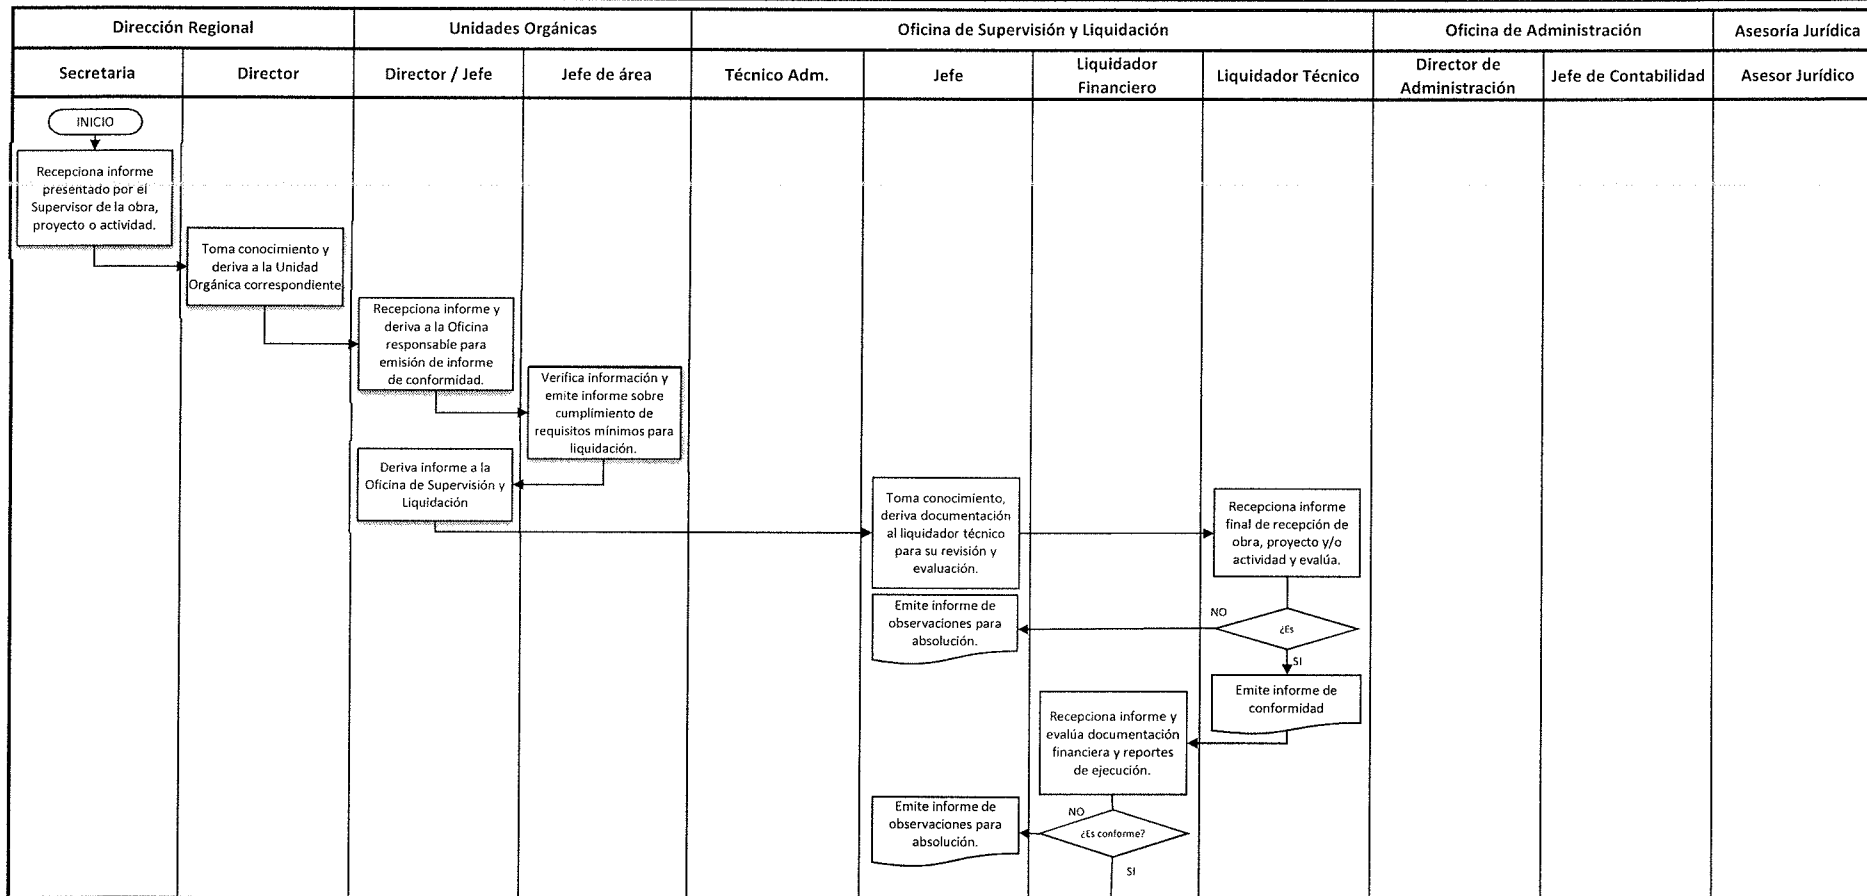 Dirección Regional
Unidades Orgánicas
Oficina de Supervisión y Liquidación
Oficina de Administración
Asesoría Jurídica
Secretaria
Director
Director / Jefe
Jefe de área
Técnico Adm.
Jefe
Liquidador
Financiero
Liquidador Técnico
Director de
Administración
Jefe de Contabilidad
Asesor Jurídico
INICIO
Recepciona informe
presentado por el
Supervisor de la obra,
proyecto o actividad.
Toma conocimiento y
deriva a la Unidad
Orgánica correspondiente
Recepciona informe y
deriva a la Oficina
responsable para
emisión de informe
de conformidad.
Verifica información y
emite informe sobre
cumplimiento de
requisitos mínimos para
liquidación.
Deriva informe a la
Oficina de Supervisión y
Liquidación
Toma conocimiento,
deriva documentación
al liquidador técnico
para su revisión y
evaluación.
Recepciona informe
final de recepción de
obra, proyecto y/o
actividad y evalúa.
NO
¿Es
SI
Emite informe de
observaciones para
absolución.
Emite informe de
conformidad
Recepciona informe y
evalúa documentación
financiera y reportes
de ejecución.
NO
¿Es conforme?
SI
Emite informe de
observaciones para
absolución.